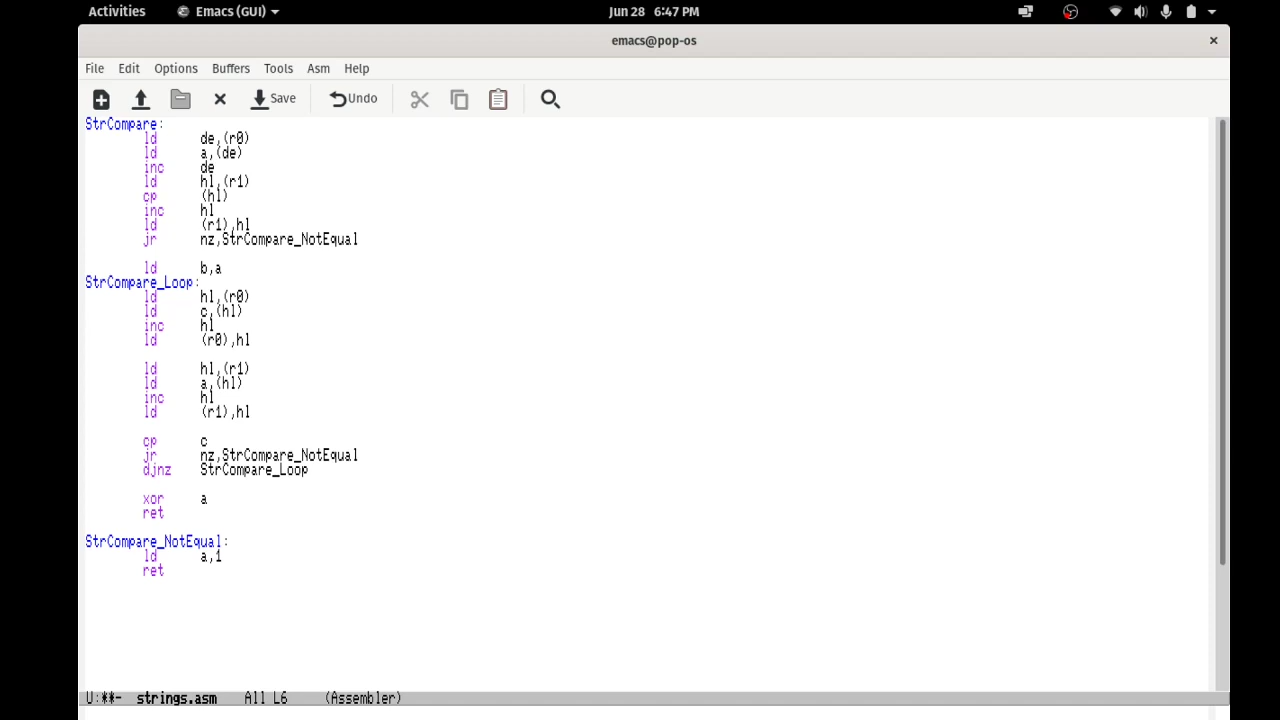 Activities Emacs (GUI) Jun 28 6:47 PM
emacs@pop-os
File Edit Options Buffers Tools Asm Help
Save Undo
StrCompare:
ld de,(r0)
ld a,(de)
inc de
ld hl,(r1)
cp (hl)
inc hl
ld (r1),hl
jr nz,StrCompare_NotEqual
ld b,a
StrCompare_Loop:
ld hl,(r0)
ld c,(hl)
inc hl
ld (r0),hl
ld hl,(r1)
ld a,(hl)
inc hl
ld (r1),hl
cp c
jr nz,StrCompare_NotEqual
djnz StrCompare_Loop
xor a
ret
StrCompare_NotEqual:
ld a,1
ret
U:**- strings.asm All L6 (Assembler)